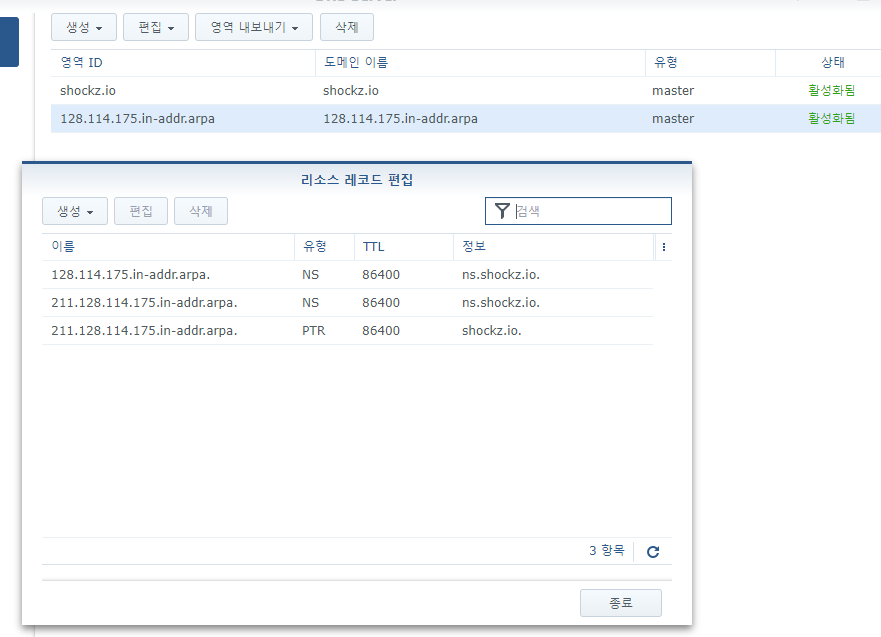 생성 편집 영역 내보내기 삭제
영역 ID 도메인 이름 유형 상태
shockz.io shockz.io master 활성화됨
128.114.175.in-addr.arpa 128.114.175.in-addr.arpa master 활성화됨
리소스 레코드 편집
생성 편집 삭제 검색
이름 유형 TTL 정보
128.114.175.in-addr.arpa. NS 86400 ns.shockz.io.
211.128.114.175.in-addr.arpa. NS 86400 ns.shockz.io.
211.128.114.175.in-addr.arpa. PTR 86400 shockz.io.
3 항목
종료